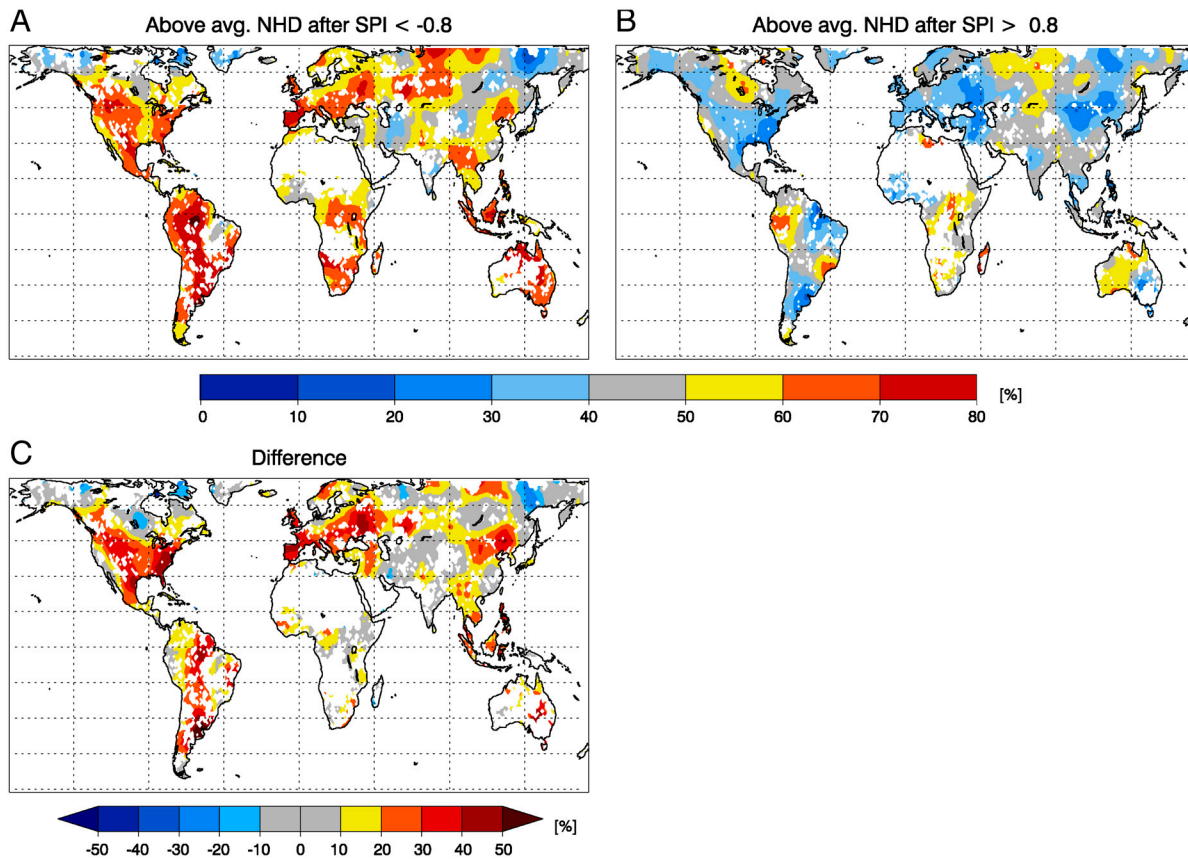 A
Above avg. NHD after SPI < -0.8
B
Above avg. NHD after SPI > 0.8
0 10 20 30 40 50 60 70 80 [%]
C
Difference
-50 -40 -30 -20 -10 0 10 20 30 40 50 [%]